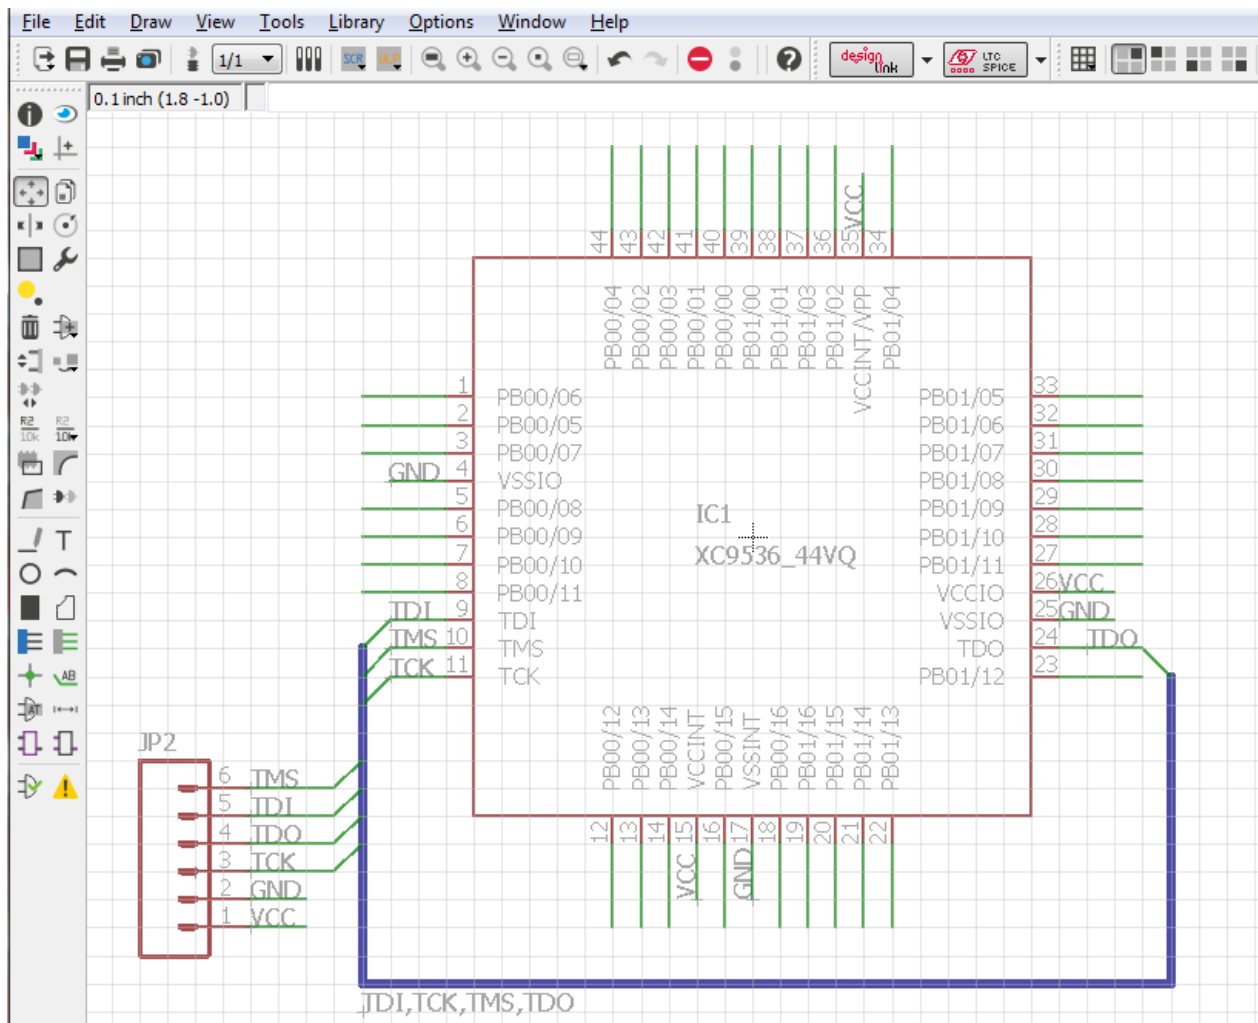 File Edit Draw View Tools Library Options Window Help
1/1 SCR ULP design link LTC SPICE
0.1 inch (1.8 -1.0)
R2 R2
10k 10k
T
AB
AT
VCC
44 43 42 41 40 39 38 37 36 35 34
PB00/04 PB00/02 PB00/03 PB00/01 PB00/00 PB01/00 PB01/01 PB01/03 PB01/02 VCCINT/VPP PB01/04
1 PB00/06 PB01/05 33
2 PB00/05 PB01/06 32
3 PB00/07 PB01/07 31
GND 4 VSSIO PB01/08 30
5 PB00/08 PB01/09 29
6 PB00/09 PB01/10 28
7 PB00/10 PB01/11 27
8 PB00/11 VCCIO 26 VCC
TDI 9 TDI VSSIO 25 GND
TMS 10 TMS TDO 24 TDO
TCK 11 TCK PB01/12 23
IC1
XC9536_44VQ
PB00/12 PB00/13 PB00/14 VCCINT PB00/15 VSSINT PB00/16 PB01/16 PB01/15 PB01/14 PB01/13
12 13 14 15 16 17 18 19 20 21 22
VCC GND
JP2
6 TMS
5 TDI
4 TDO
3 TCK
2 GND
1 VCC
TDI,TCK,TMS,TDO